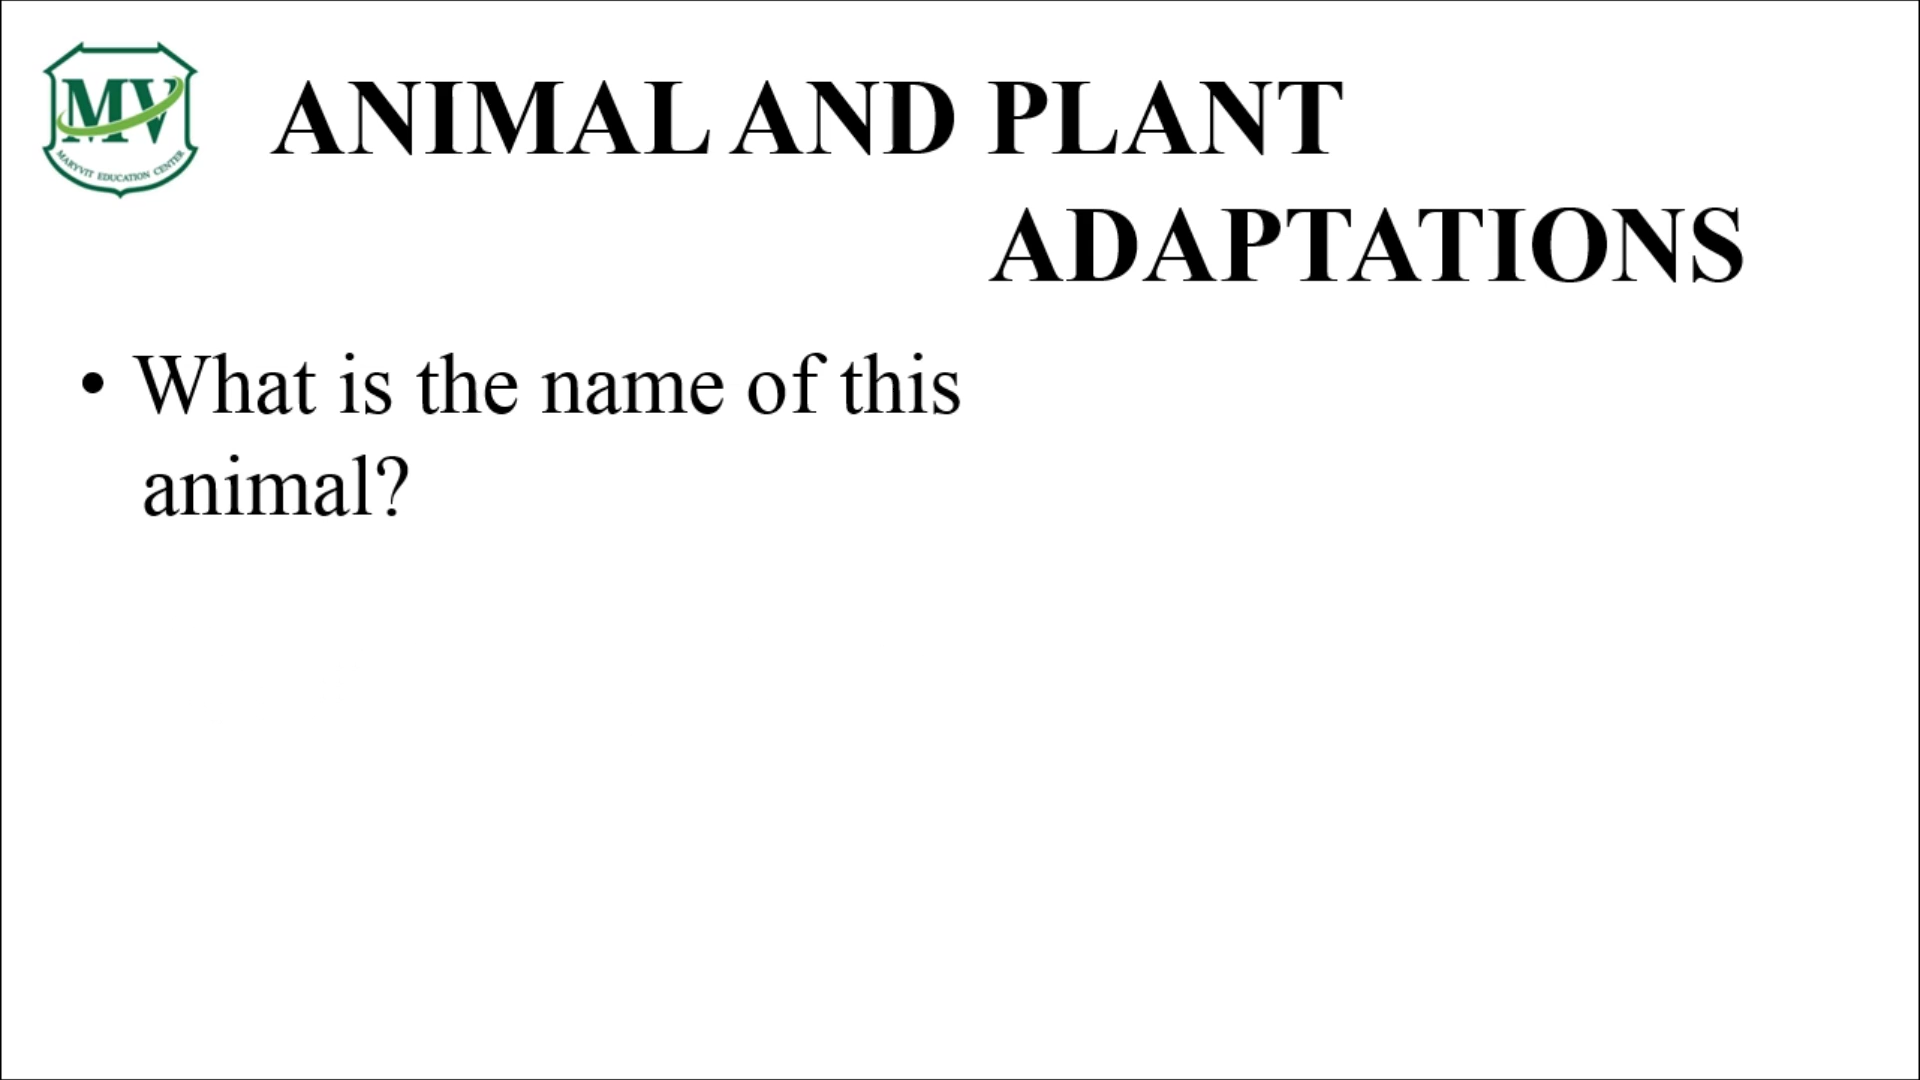 MV
MARYVIT EDUCATION CENTER
ANIMAL AND PLANT
ADAPTATIONS
• What is the name of this
animal?